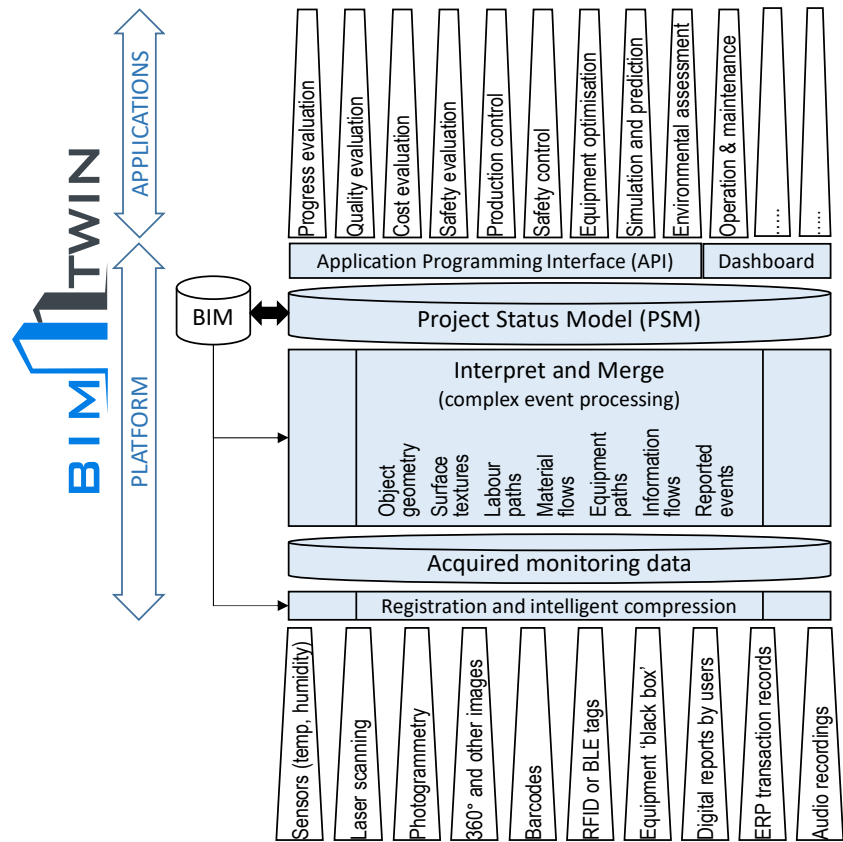 APPLICATIONS
PLATFORM
BIM TWIN
Progress evaluation
Quality evaluation
Cost evaluation
Safety evaluation
Production control
Safety control
Equipment optimisation
Simulation and prediction
Environmental assessment
Operation & maintenance
.....
.....
Application Programming Interface (API)
Dashboard
BIM
Project Status Model (PSM)
Interpret and Merge
(complex event processing)
Object
geometry
Surface
textures
Labour
paths
Material
flows
Equipment
paths
Information
flows
Reported
events
Acquired monitoring data
Registration and intelligent compression
Sensors (temp, humidity)
Laser scanning
Photogrammetry
360° and other images
Barcodes
RFID or BLE tags
Equipment ‘black box’
Digital reports by users
ERP transaction records
Audio recordings